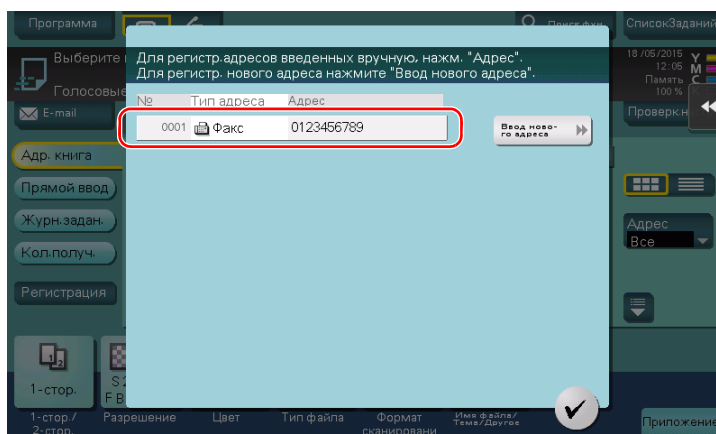 Программа
СписокЗаданий
Выберите
Голосовые
18/05/2015
12:05
Память
100 %
Y
M
C
Для регистр.адресов введенных вручную, нажм. "Адрес".
Для регистр. нового адреса нажмите "Ввод нового адреса".
№ Тип адреса Адрес
0001 Факс 0123456789
Ввод ново-
го адреса
E-mail
Проверк.н
Адр. книга
Прямой ввод
Журн.задан.
Кол.получ.
Регистрация
Адрес
Все
1-стор.
1-стор./
2-стор.
Разрешение
Цвет
Тип файла
Формат
сканировани
Имя файла/
Тема/Другое
Приложение